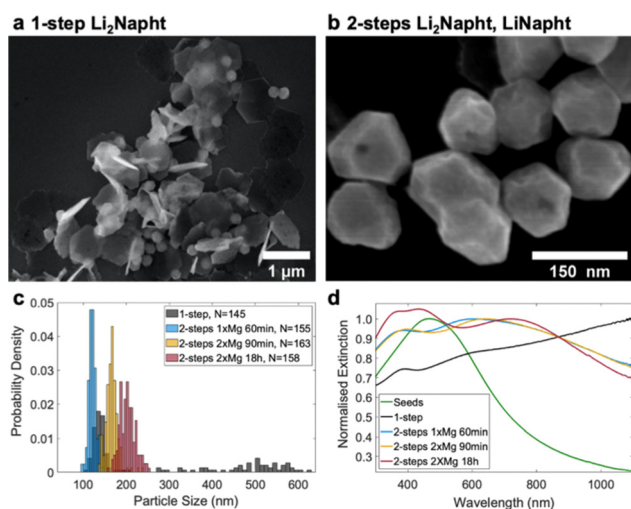 a 1-step Li₂Napht
b 2-steps Li₂Napht, LiNapht
1 μm
150 nm
c
d
0.05
0.04
0.03
0.02
0.01
0
Probability Density
1-step, N=145
2-steps 1xMg 60min, N=155
2-steps 2xMg 90min, N=163
2-steps 2xMg 18h, N=158
100 200 300 400 500 600
Particle Size (nm)
1.0
0.9
0.8
0.7
0.6
0.5
0.4
0.3
Normalised Extinction
Seeds
1-step
2-steps 1xMg 60min
2-steps 2xMg 90min
2-steps 2XMg 18h
400 600 800 1000
Wavelength (nm)